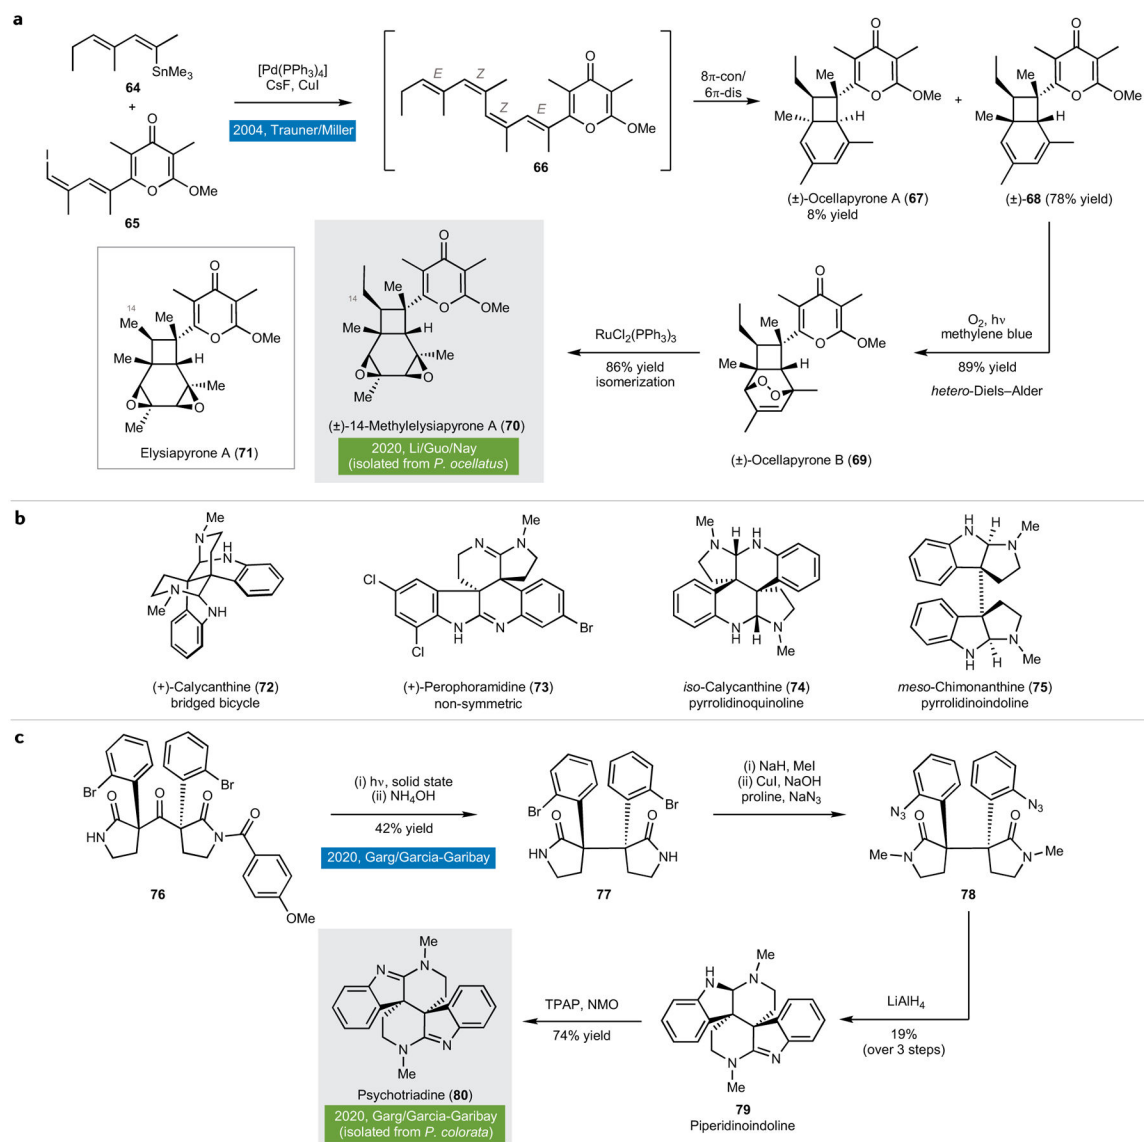 a
64
SnMe3
+
I
65
O
O
OMe
[Pd(PPh3)4]
CsF, CuI
2004, Trauner/Miller
E
Z
Z
E
O
O
OMe
66
8π-con/
6π-dis
O
Me
O
OMe
Me
H
(±)-Ocellapyrone A (67)
8% yield
+
O
Me
O
OMe
Me
H
(±)-68 (78% yield)
O2, hν
methylene blue
89% yield
hetero-Diels–Alder
O
Me
O
OMe
Me
H
O
O
(±)-Ocellapyrone B (69)
RuCl2(PPh3)3
86% yield
isomerization
O
14
Me
O
OMe
Me
H
Me
O
O
Me
(±)-14-Methylelysiapyrone A (70)
2020, Li/Guo/Nay
(isolated from P. ocellatus)
O
14
Me
Me
O
OMe
Me
H
Me
O
O
Me
Elysiapyrone A (71)
b
Me
N
H
N
N
Me
NH
(+)-Calycanthine (72)
bridged bicycle
Me
N
N
Cl
Cl
N
H
N
Br
(+)-Perophoramidine (73)
non-symmetric
Me
H
H
N
N
N
H
H
N
Me
iso-Calycanthine (74)
pyrrolidinoquinoline
H
N
H
Me
N
N
H
H
N
Me
meso-Chimonanthine (75)
pyrrolidinoindoline
c
Br
Br
O
O
O
O
HN
N
OMe
76
(i) hν, solid state
(ii) NH4OH
42% yield
2020, Garg/Garcia-Garibay
Br
Br
O
O
HN
NH
77
(i) NaH, MeI
(ii) CuI, NaOH
proline, NaN3
N3
N3
O
O
Me
N
N
Me
78
LiAlH4
19%
(over 3 steps)
H
N
Me
N
N
N
Me
79
Piperidinoindoline
TPAP, NMO
74% yield
Me
N
N
N
N
Me
Psychotriadine (80)
2020, Garg/Garcia-Garibay
(isolated from P. colorata)